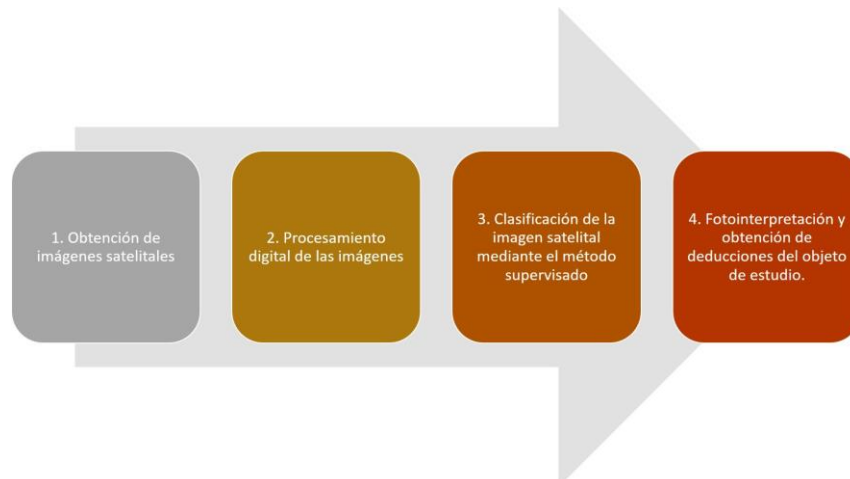 1. Obtención de
imágenes satelitales
2. Procesamiento
digital de las imágenes
3. Clasificación de la
imagen satelital
mediante el método
supervisado
4. Fotointerpretación y
obtención de
deducciones del objeto
de estudio.